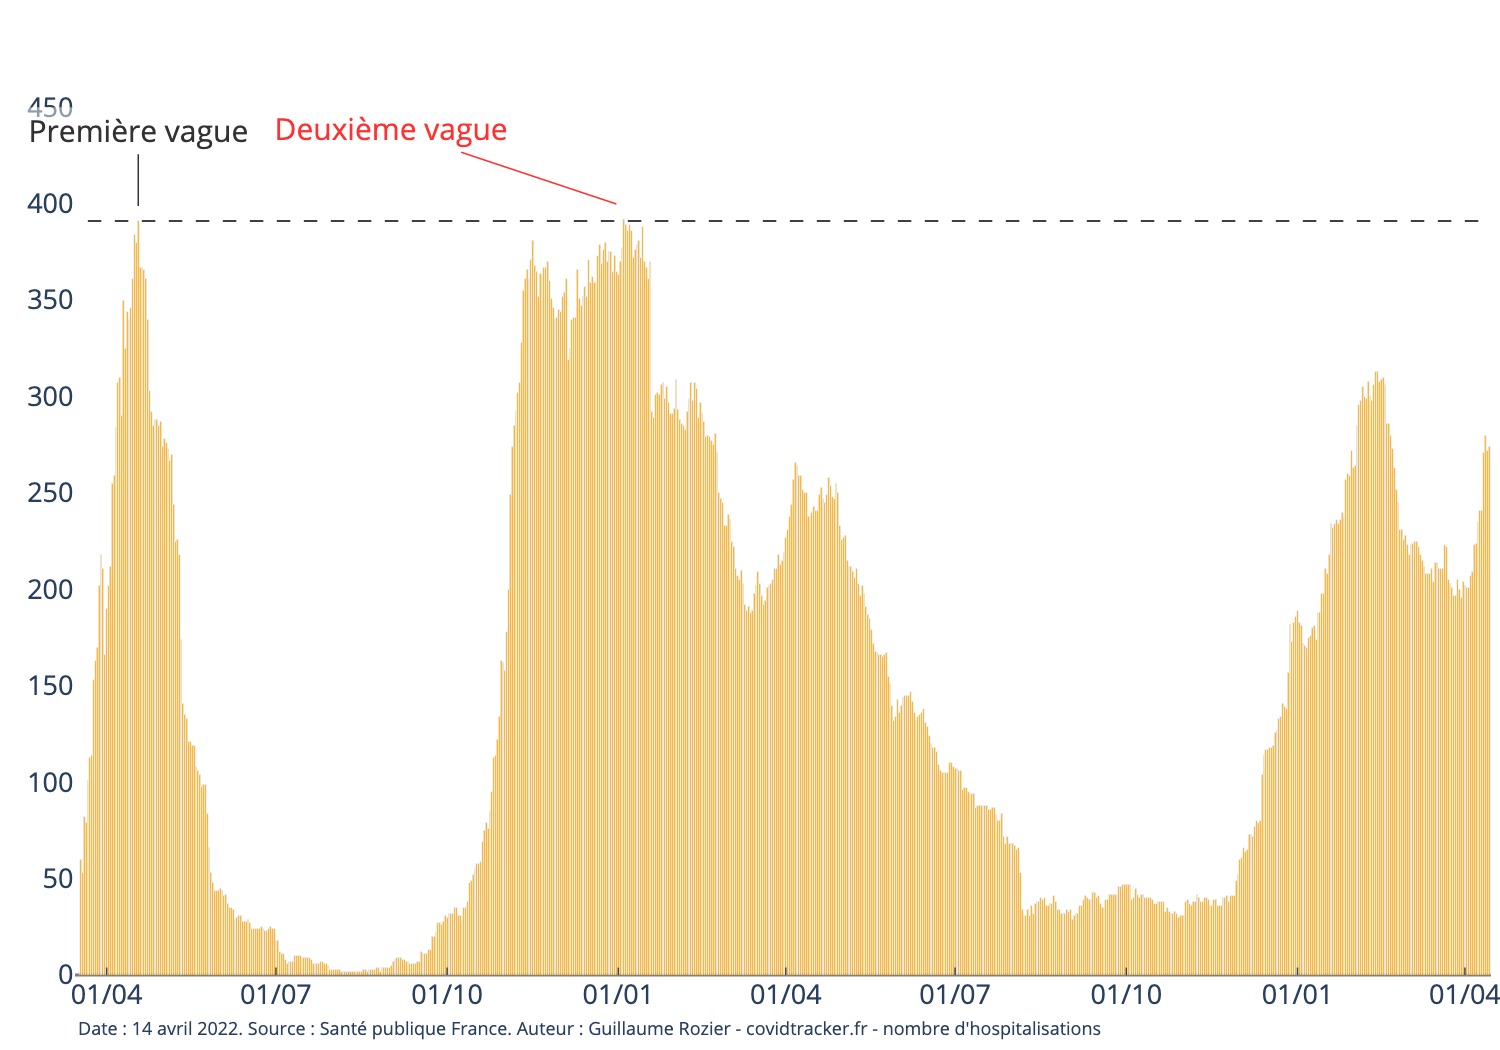 450
Première vague
Deuxième vague
400
350
300
250
200
150
100
50
0
01/04 01/07 01/10 01/01 01/04 01/07 01/10 01/01 01/04
Date : 14 avril 2022. Source : Santé publique France. Auteur : Guillaume Rozier - covidtracker.fr - nombre d'hospitalisations